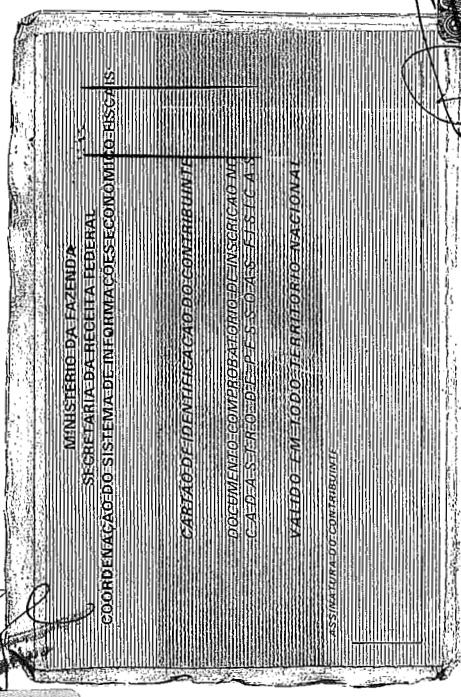 MINISTÉRIO DA FAZENDA
SECRETARIA DA RECEITA FEDERAL
COORDENAÇÃO DO SISTEMA DE INFORMAÇÕES ECONÔMICO FISCAIS
CARTÃO DE IDENTIFICAÇÃO DO CONTRIBUINTE
DOCUMENTO COMPROBATÓRIO DE INSCRIÇÃO NO
CADASTRO DE PESSOAS FÍSICAS
VÁLIDO EM TODO TERRITÓRIO NACIONAL
ASSINATURA DO CONTRIBUINTE